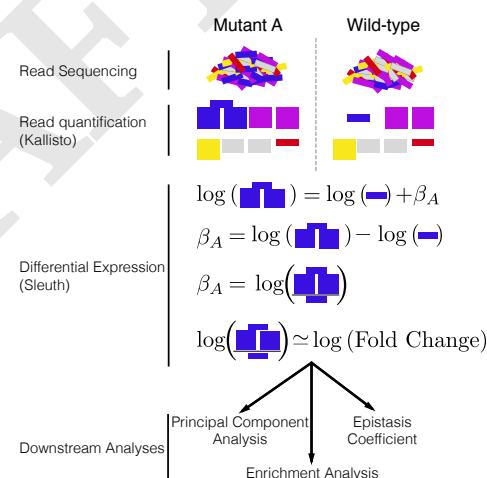 Mutant A Wild-type
Read Sequencing
Read quantification
(Kallisto)
log ( ) = log ( ) + β_A
β_A = log ( ) − log ( )
Differential Expression
(Sleuth)
β_A = log( )
log( ) ≃ log (Fold Change)
Principal Component
Analysis
Epistasis
Coefficient
Downstream Analyses
Enrichment Analysis